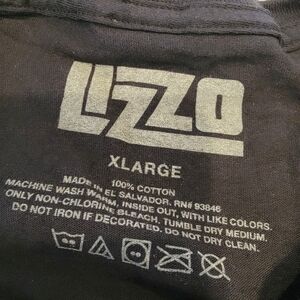 LIZZO
XLARGE
100% COTTON
MADE IN EL SALVADOR. RN# 93846
MACHINE WASH WARM, INSIDE OUT, WITH LIKE COLORS.
ONLY NON-CHLORINE BLEACH. TUMBLE DRY MEDIUM.
DO NOT IRON IF DECORATED. DO NOT DRY CLEAN.